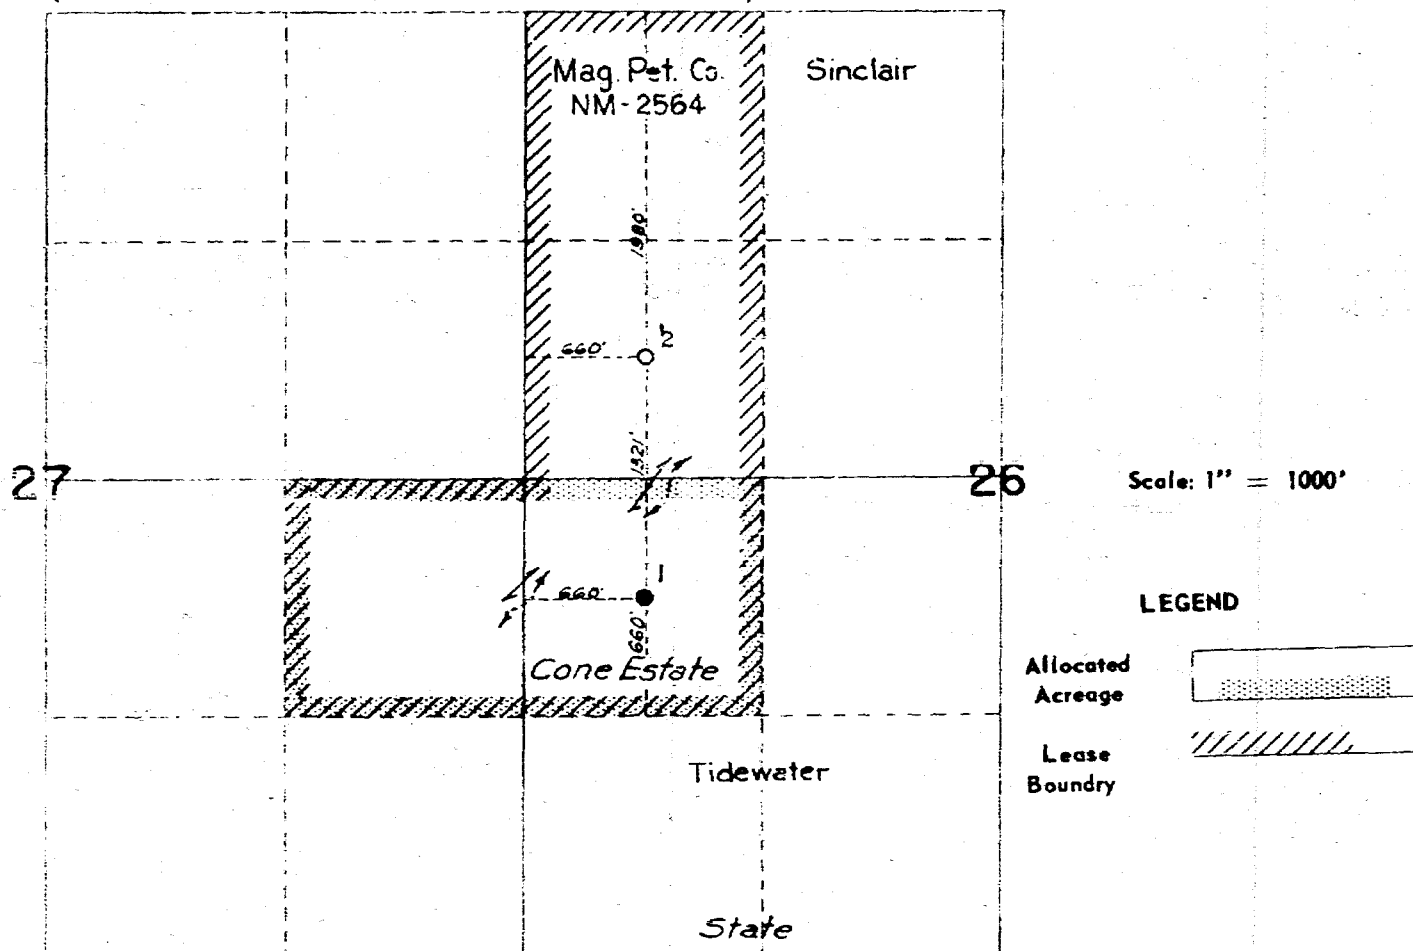 Mag. Pet. Co.
NM-2564
Sinclair
1980'
660'
2
1321'
27
26
Scale: 1" = 1000'
660'
1
660'
Cone Estate
LEGEND
Allocated
Acreage
Lease
Boundry
Tidewater
State